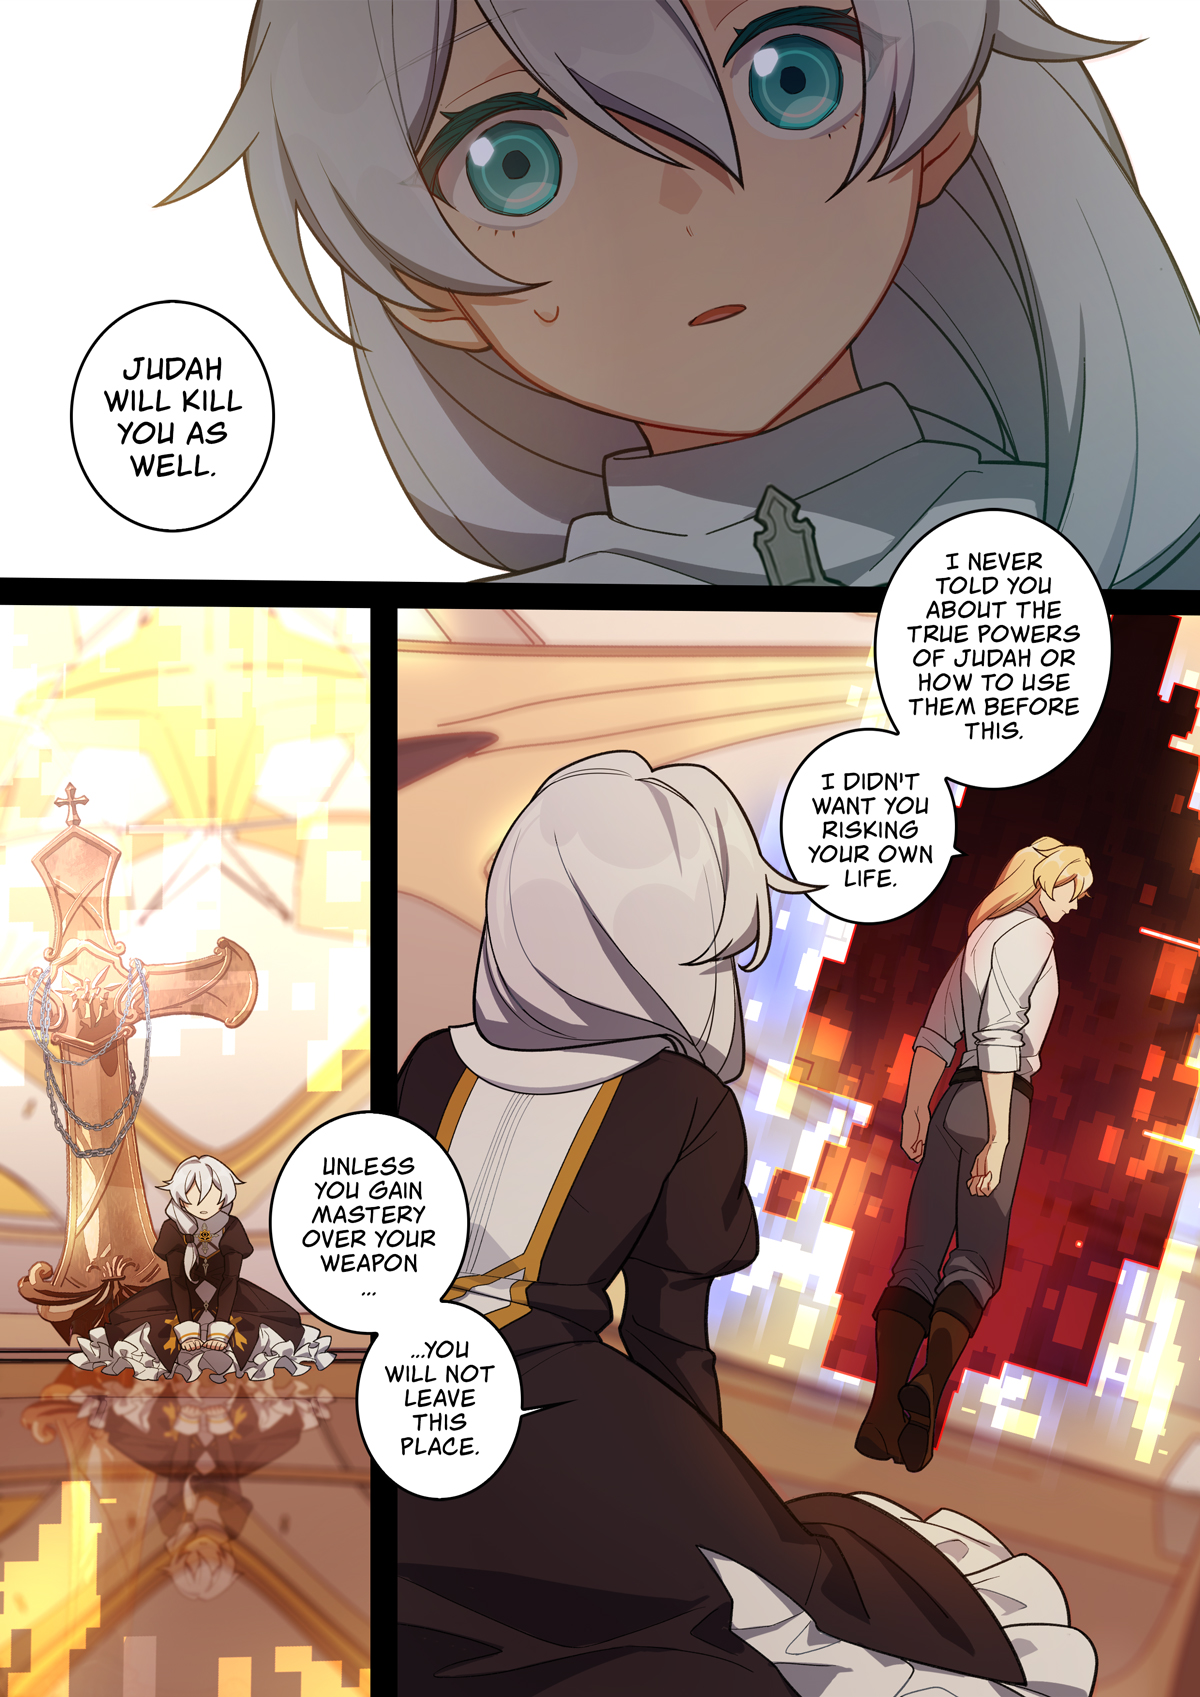 JUDAH
WILL KILL
YOU AS
WELL.
I NEVER
TOLD YOU
ABOUT THE
TRUE POWERS
OF JUDAH OR
HOW TO USE
THEM BEFORE
THIS.
I DIDN'T
WANT YOU
RISKING
YOUR OWN
LIFE.
UNLESS
YOU GAIN
MASTERY
OVER YOUR
WEAPON
...
...YOU
WILL NOT
LEAVE
THIS
PLACE.